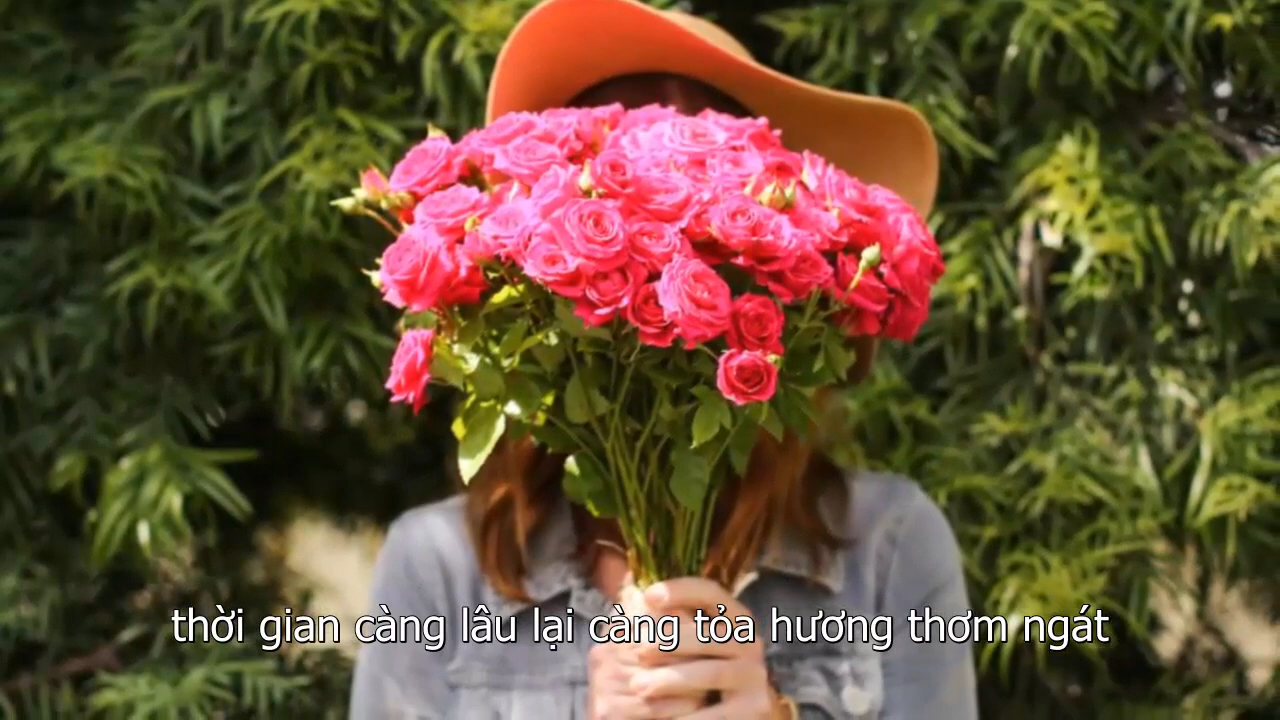 thời gian càng lâu lại càng tỏa hương thơm ngát